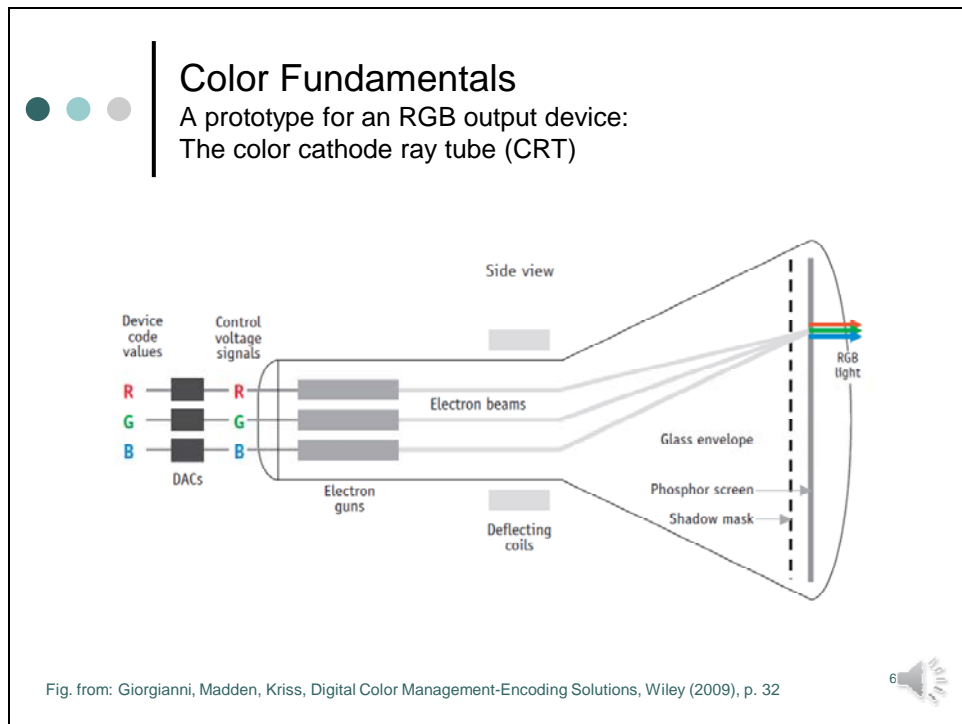 Color Fundamentals
A prototype for an RGB output device:
The color cathode ray tube (CRT)
Side view
Device
code
values
Control
voltage
signals
R
R
G
G
B
B
DACs
Electron beams
Electron
guns
Deflecting
coils
Glass envelope
Phosphor screen
Shadow mask
RGB
light
Fig. from: Giorgianni, Madden, Kriss, Digital Color Management-Encoding Solutions, Wiley (2009), p. 32
6